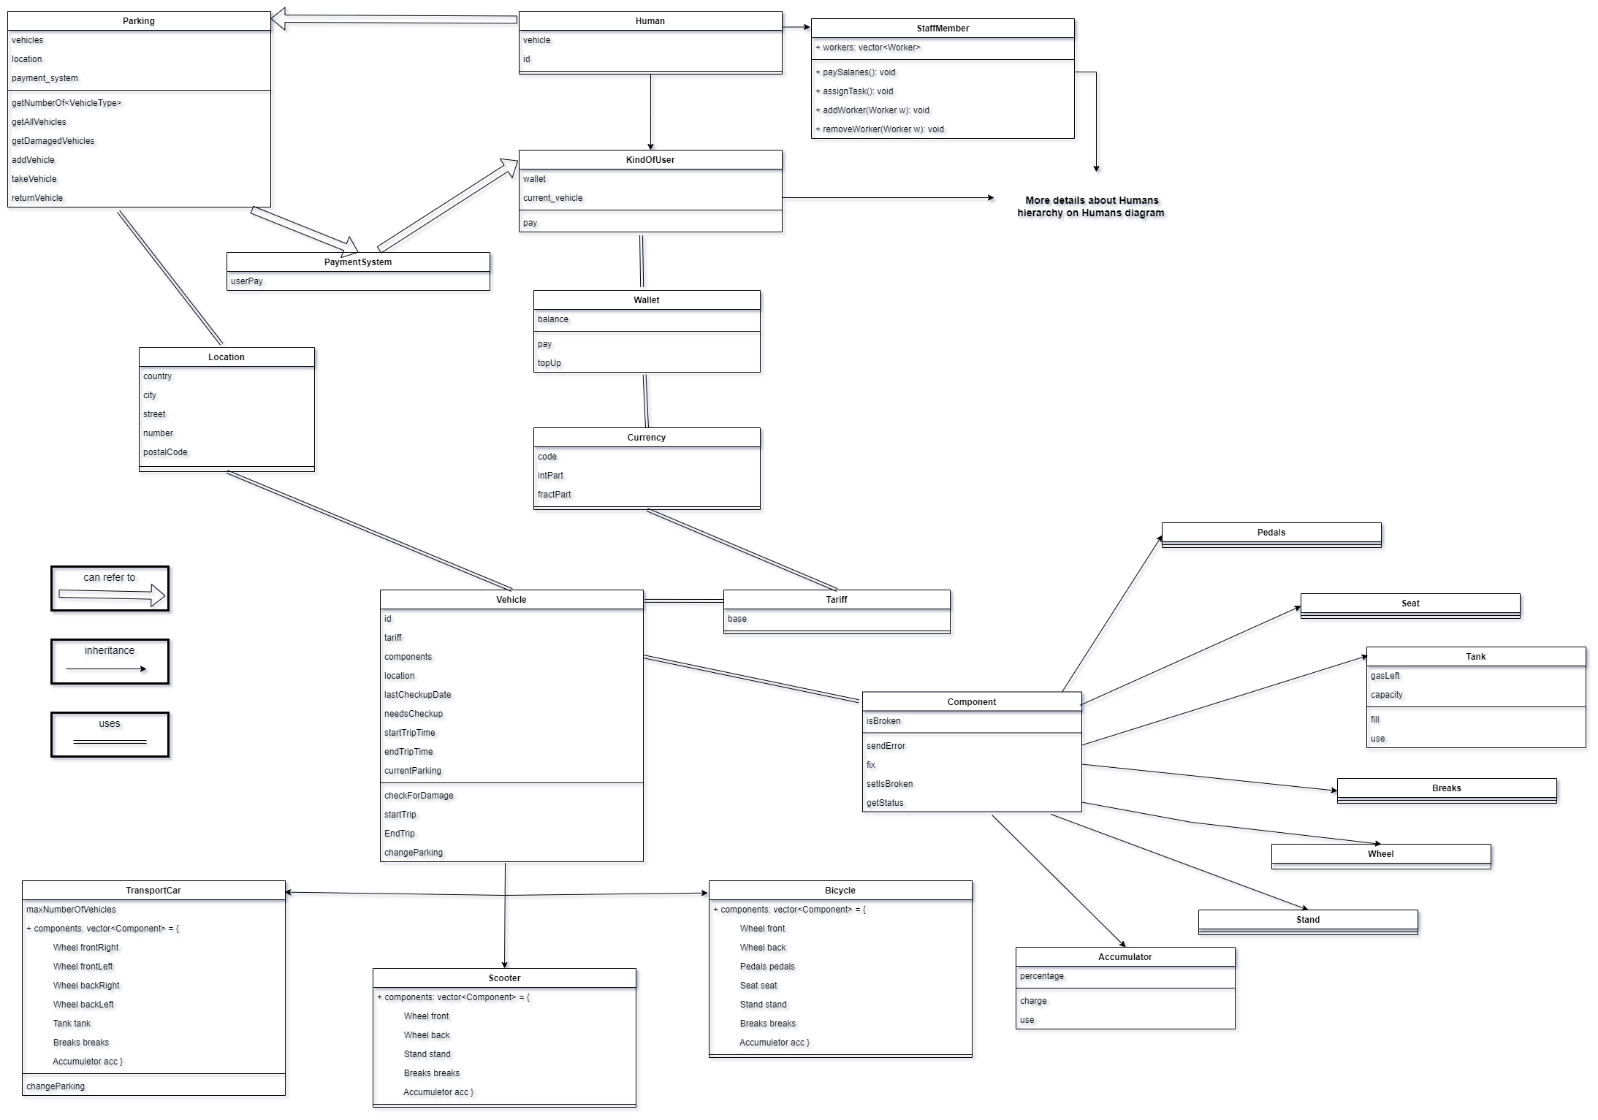 Parking
vehicles
location
payment_system
getNumberOf<VehicleType>
getAllVehicles
getDamagedVehicles
addVehicle
takeVehicle
returnVehicle
Human
vehicle
id
StaffMember
+ workers: vector<Worker>
+ paySalaries(): void
+ assignTask(): void
+ addWorker(Worker w): void
+ removeWorker(Worker w): void
KindOfUser
wallet
current_vehicle
pay
More details about Humans
hierarchy on Humans diagram
PaymentSystem
userPay
Wallet
balance
pay
topUp
Location
country
city
street
number
postalCode
Currency
code
intPart
fractPart
can refer to
inheritance
uses
Vehicle
id
tariff
components
location
lastCheckupDate
needsCheckup
startTripTime
endTripTime
currentParking
checkForDamage
startTrip
EndTrip
changeParking
Tariff
base
Component
isBroken
sendError
fix
setIsBroken
getStatus
Pedals
Seat
Tank
gasLeft
capacity
fill
use
Breaks
Wheel
Stand
Accumulator
percentage
charge
use
TransportCar
maxNumberOfVehicles
+ components: vector<Component> = {
Wheel frontRight
Wheel frontLeft
Wheel backRight
Wheel backLeft
Tank tank
Breaks breaks
Accumuletor acc }
changeParking
Scooter
+ components: vector<Component> = {
Wheel front
Wheel back
Stand stand
Breaks breaks
Accumuletor acc }
Bicycle
+ components: vector<Component> = {
Wheel front
Wheel back
Pedals pedals
Seat seat
Stand stand
Breaks breaks
Accumuletor acc }